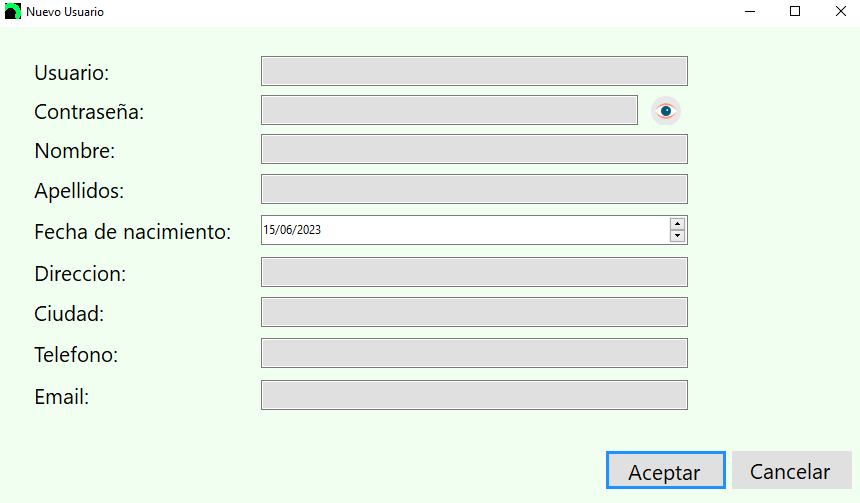 Nuevo Usuario
Usuario:
Contraseña:
Nombre:
Apellidos:
Fecha de nacimiento: 15/06/2023
Direccion:
Ciudad:
Telefono:
Email:
Aceptar Cancelar